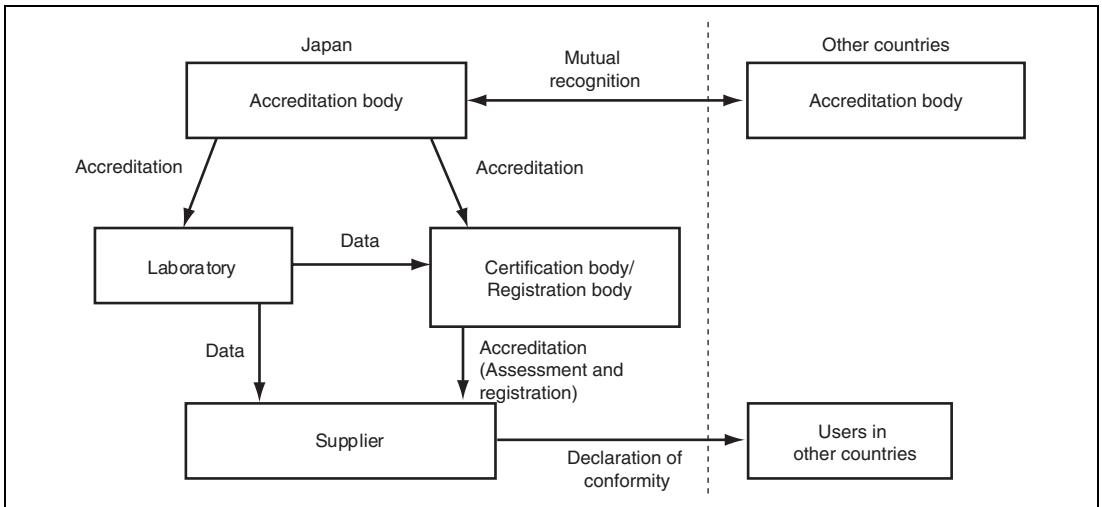 Japan
Other countries
Mutual
recognition
Accreditation body
Accreditation body
Accreditation
Accreditation
Laboratory
Data
Certification body/
Registration body
Data
Accreditation
(Assessment and
registration)
Supplier
Declaration of
conformity
Users in
other countries